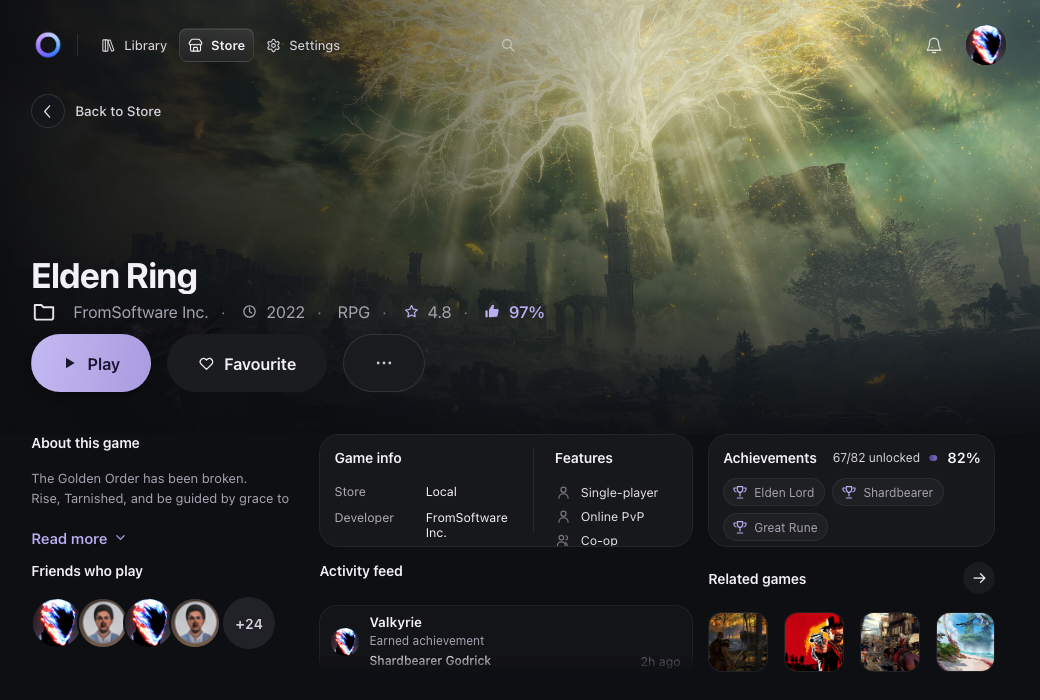 Library
Store
Settings
Back to Store
Elden Ring
FromSoftware Inc. · 2022 · RPG · 4.8 · 97%
Play
Favourite
···
About this game
The Golden Order has been broken.
Rise, Tarnished, and be guided by grace to
Read more
Friends who play
+24
Game info
Store Local
Developer FromSoftware
Inc.
Features
Single-player
Online PvP
Co-op
Activity feed
Valkyrie
Earned achievement
Shardbearer Godrick
2h ago
Achievements 67/82 unlocked 82%
Elden Lord
Shardbearer
Great Rune
Related games